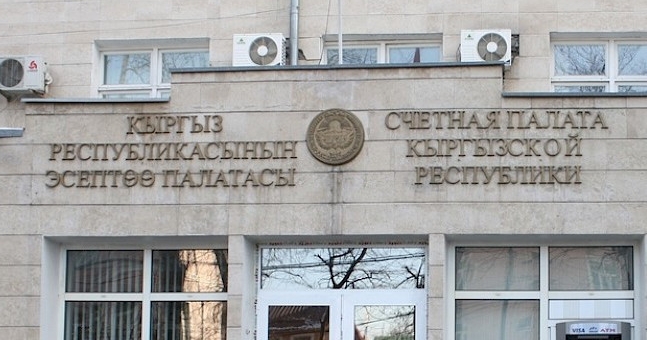 КЫРГЫЗ
РЕСПУБЛИКАСЫНЫН
ЭСЕПТӨӨ ПАЛАТАСЫ
СЧЕТНАЯ ПАЛАТА
КЫРГЫЗСКОЙ
РЕСПУБЛИКИ
VISA ATM